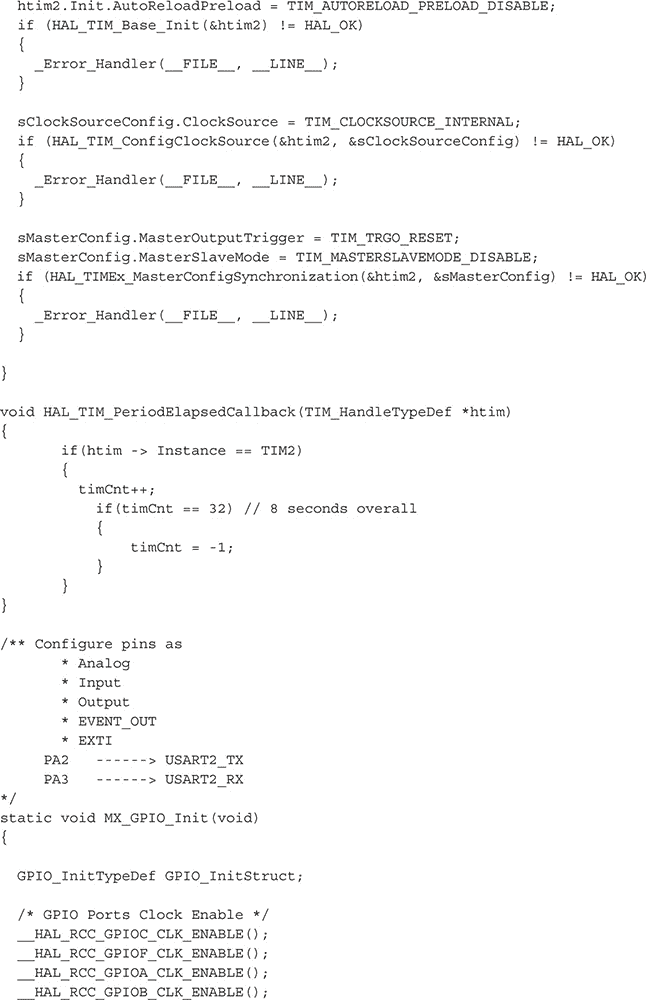 htim2.Init.AutoReloadPreload = TIM_AUTORELOAD_PRELOAD_DISABLE;
if (HAL_TIM_Base_Init(&htim2) != HAL_OK)
{
_Error_Handler(__FILE__, __LINE__);
}
sClockSourceConfig.ClockSource = TIM_CLOCKSOURCE_INTERNAL;
if (HAL_TIM_ConfigClockSource(&htim2, &sClockSourceConfig) != HAL_OK)
{
_Error_Handler(__FILE__, __LINE__);
}
sMasterConfig.MasterOutputTrigger = TIM_TRGO_RESET;
sMasterConfig.MasterSlaveMode = TIM_MASTERSLAVEMODE_DISABLE;
if (HAL_TIMEx_MasterConfigSynchronization(&htim2, &sMasterConfig) != HAL_OK)
{
_Error_Handler(__FILE__, __LINE__);
}
}
void HAL_TIM_PeriodElapsedCallback(TIM_HandleTypeDef *htim)
{
if(htim -> Instance == TIM2)
{
timCnt++;
if(timCnt == 32) // 8 seconds overall
{
timCnt = -1;
}
}
}
/** Configure pins as
* Analog
* Input
* Output
* EVENT_OUT
* EXTI
PA2 ------> USART2_TX
PA3 ------> USART2_RX
*/
static void MX_GPIO_Init(void)
{
GPIO_InitTypeDef GPIO_InitStruct;
/* GPIO Ports Clock Enable */
__HAL_RCC_GPIOC_CLK_ENABLE();
__HAL_RCC_GPIOF_CLK_ENABLE();
__HAL_RCC_GPIOA_CLK_ENABLE();
__HAL_RCC_GPIOB_CLK_ENABLE();